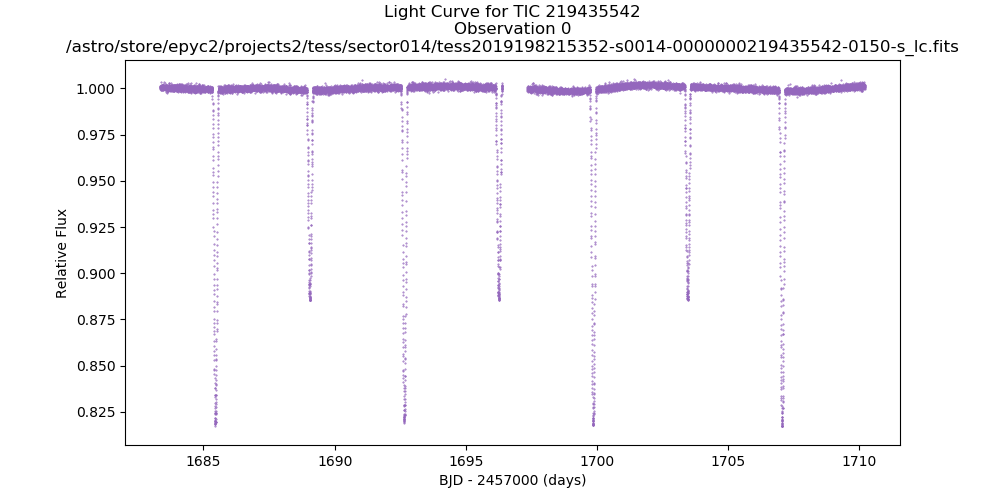 Light Curve for TIC 219435542
Observation 0
/astro/store/epyc2/projects2/tess/sector014/tess2019198215352-s0014-0000000219435542-0150-s_lc.fits
1.000
0.975
0.950
0.925
0.900
0.875
0.850
0.825
Relative Flux
1685
1690
1695
1700
1705
1710
BJD - 2457000 (days)